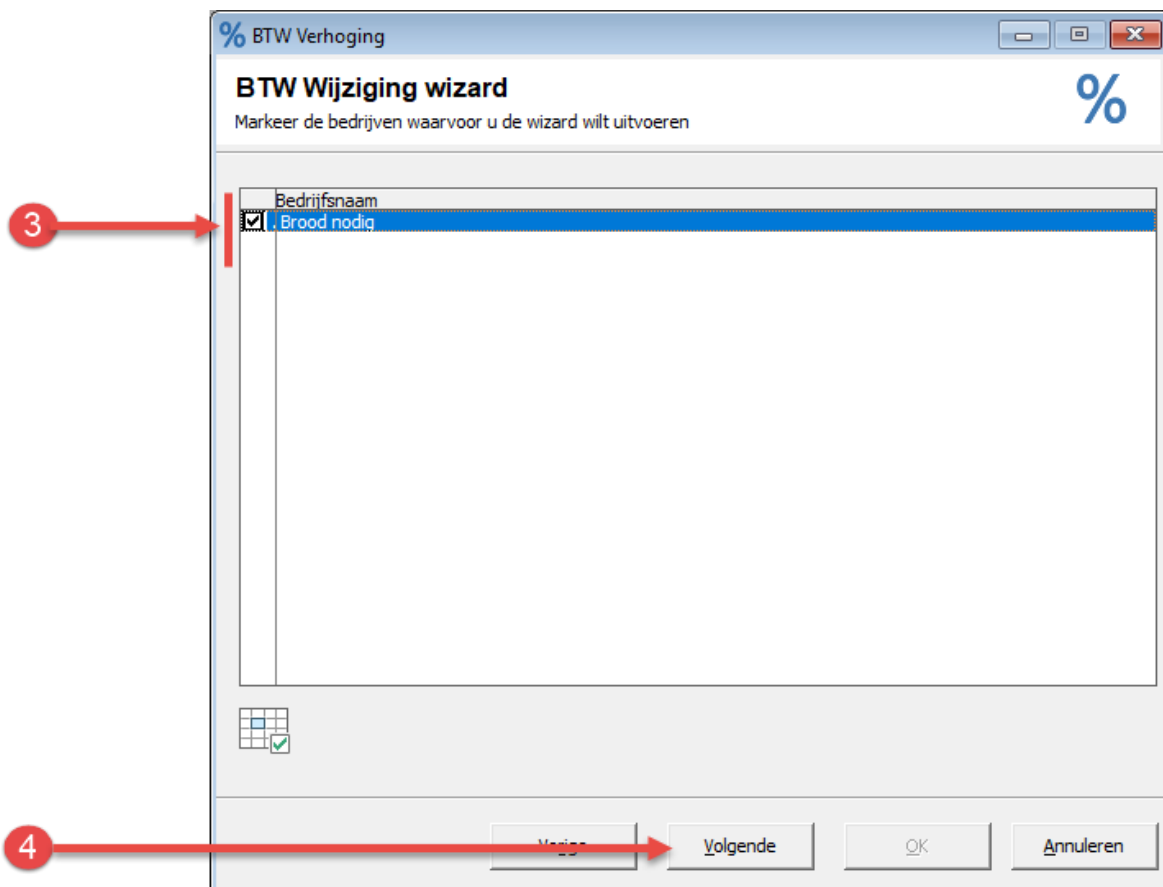 % BTW Verhoging
BTW Wijziging wizard
%
Markeer de bedrijven waarvoor u de wizard wilt uitvoeren
Bedrijfsnaam
3
. Brood nodig
4
Volgende
OK
Annuleren